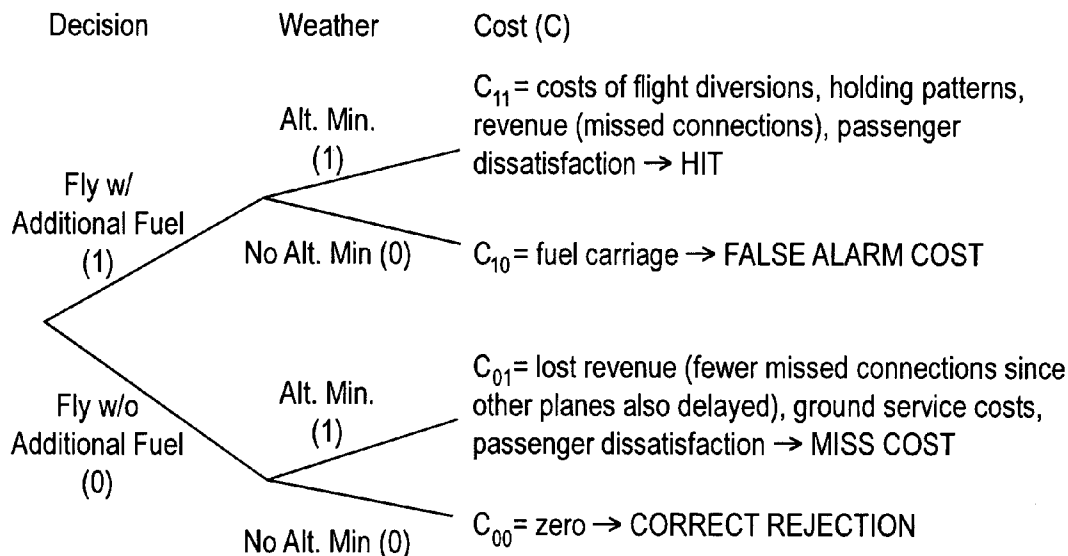 Decision Weather Cost (C)
C11= costs of flight diversions, holding patterns,
revenue (missed connections), passenger
dissatisfaction → HIT
Alt. Min.
(1)
Fly w/
Additional Fuel
(1)
No Alt. Min (0)
C10= fuel carriage → FALSE ALARM COST
C01= lost revenue (fewer missed connections since
other planes also delayed), ground service costs,
passenger dissatisfaction → MISS COST
Alt. Min.
(1)
Fly w/o
Additional Fuel
(0)
No Alt. Min (0)
C00= zero → CORRECT REJECTION